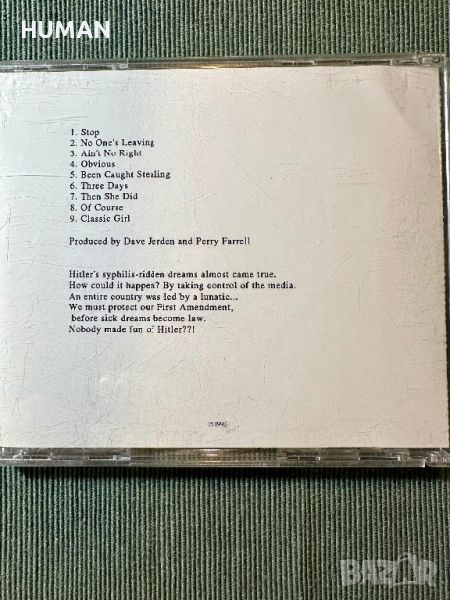 HUMAN
1. Stop
2. No One's Leaving
3. Ain't No Right
4. Obvious
5. Been Caught Stealing
6. Three Days
7. Then She Did
8. Of Course
9. Classic Girl
Produced by Dave Jerden and Perry Farrell
Hitler's syphilis-ridden dreams almost came true.
How could it happen? By taking control of the media.
An entire country was led by a lunatic...
We must protect our First Amendment,
before sick dreams become law.
Nobody made fun of Hitler??!
BAZAR